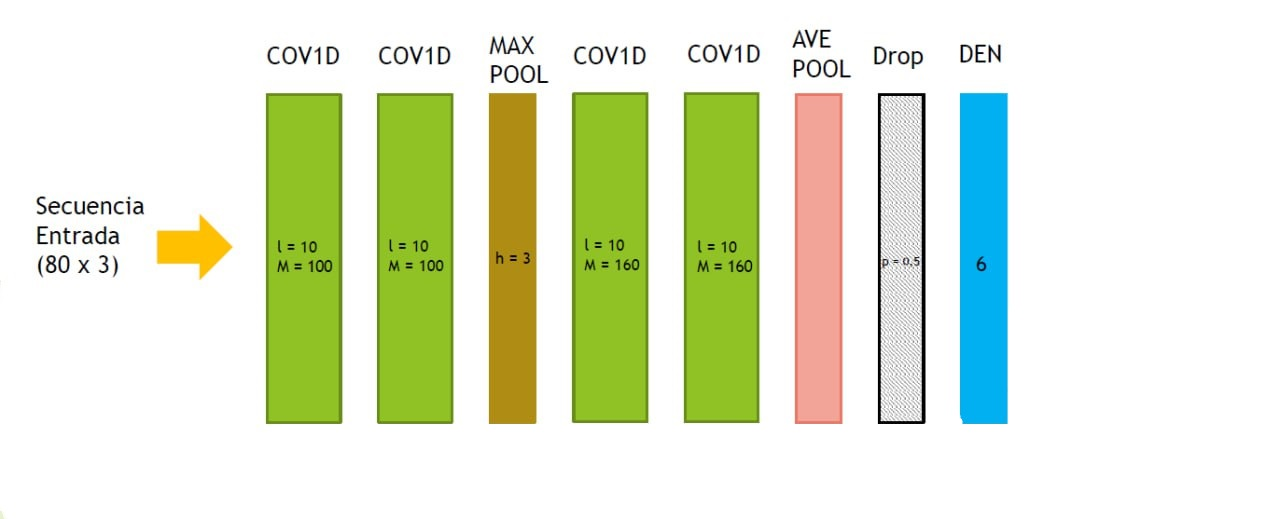 COV1D
COV1D
MAX
POOL
COV1D
COV1D
AVE
POOL
Drop
DEN
Secuencia
Entrada
(80 x 3)
l = 10
M = 100
l = 10
M = 100
h = 3
l = 10
M = 160
l = 10
M = 160
p = 0,5
6